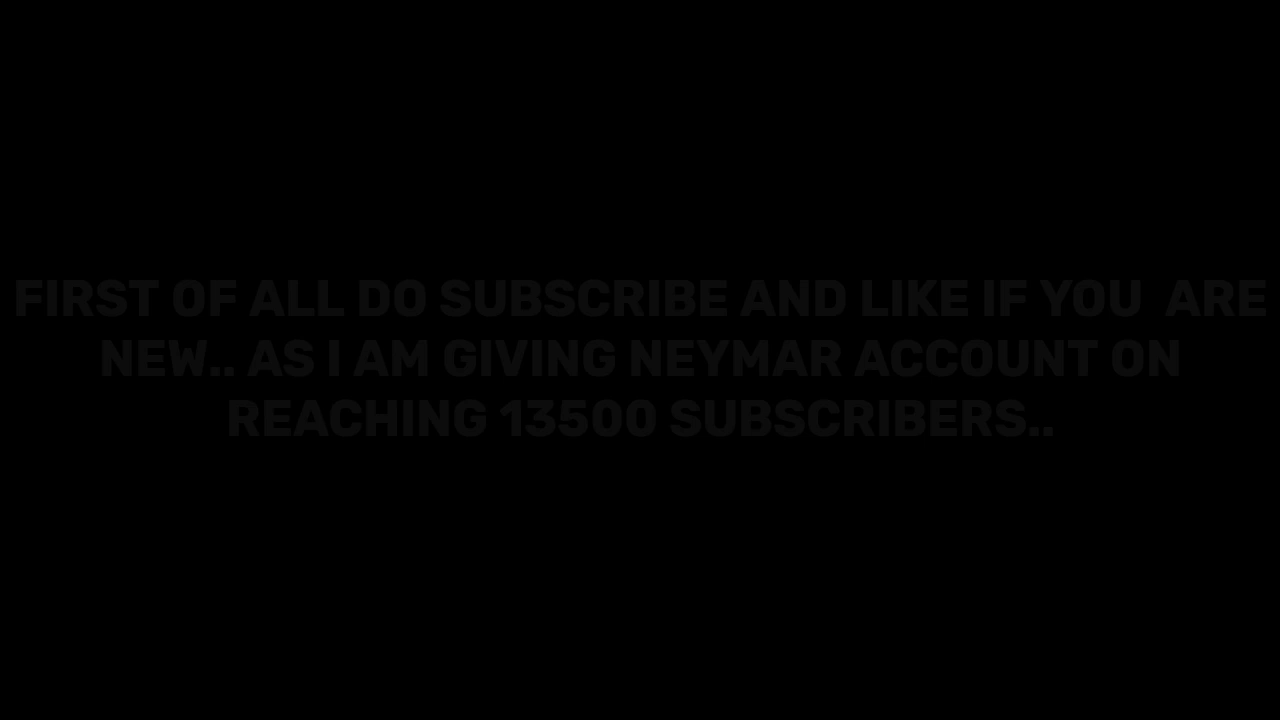 FIRST OF ALL DO SUBSCRIBE AND LIKE IF YOU  ARE
NEW.. AS I AM GIVING NEYMAR ACCOUNT ON
REACHING 13500 SUBSCRIBERS..